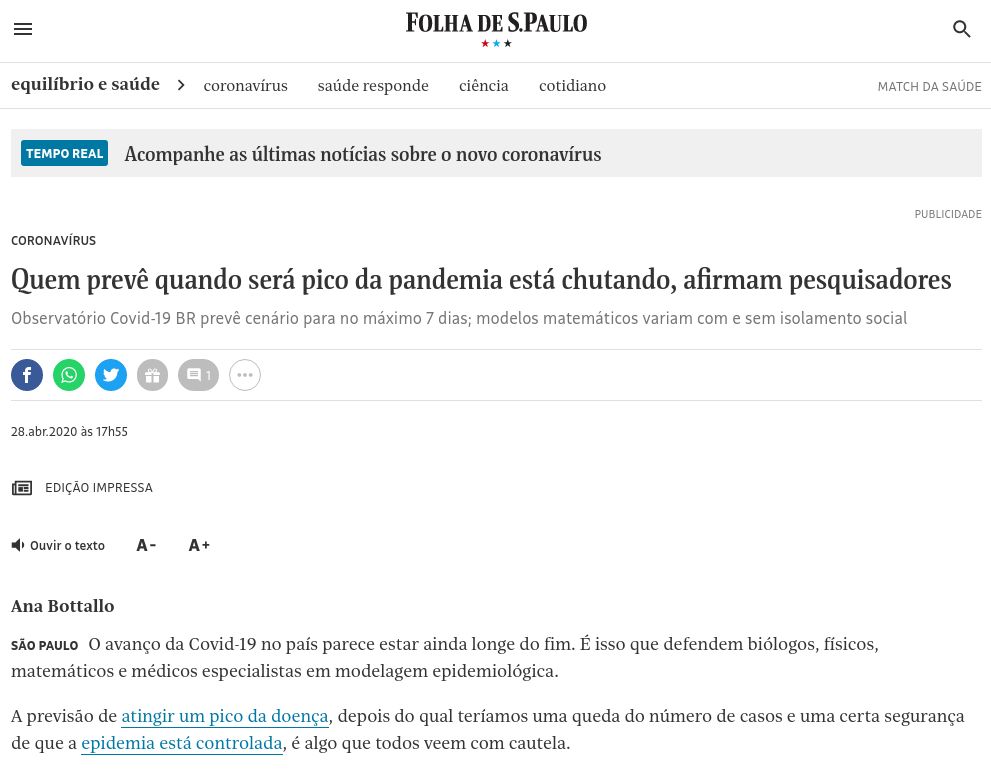 FOLHA DE S.PAULO
equilíbrio e saúde
coronavírus
saúde responde
ciência
cotidiano
MATCH DA SAÚDE
TEMPO REAL
Acompanhe as últimas notícias sobre o novo coronavírus
PUBLICIDADE
CORONAVÍRUS
Quem prevê quando será pico da pandemia está chutando, afirmam pesquisadores
Observatório Covid-19 BR prevê cenário para no máximo 7 dias; modelos matemáticos variam com e sem isolamento social
1
28.abr.2020 às 17h55
EDIÇÃO IMPRESSA
Ouvir o texto
A-
A+
Ana Bottallo
SÃO PAULO O avanço da Covid-19 no país parece estar ainda longe do fim. É isso que defendem biólogos, físicos,
matemáticos e médicos especialistas em modelagem epidemiológica.
A previsão de atingir um pico da doença, depois do qual teríamos uma queda do número de casos e uma certa segurança
de que a epidemia está controlada, é algo que todos veem com cautela.